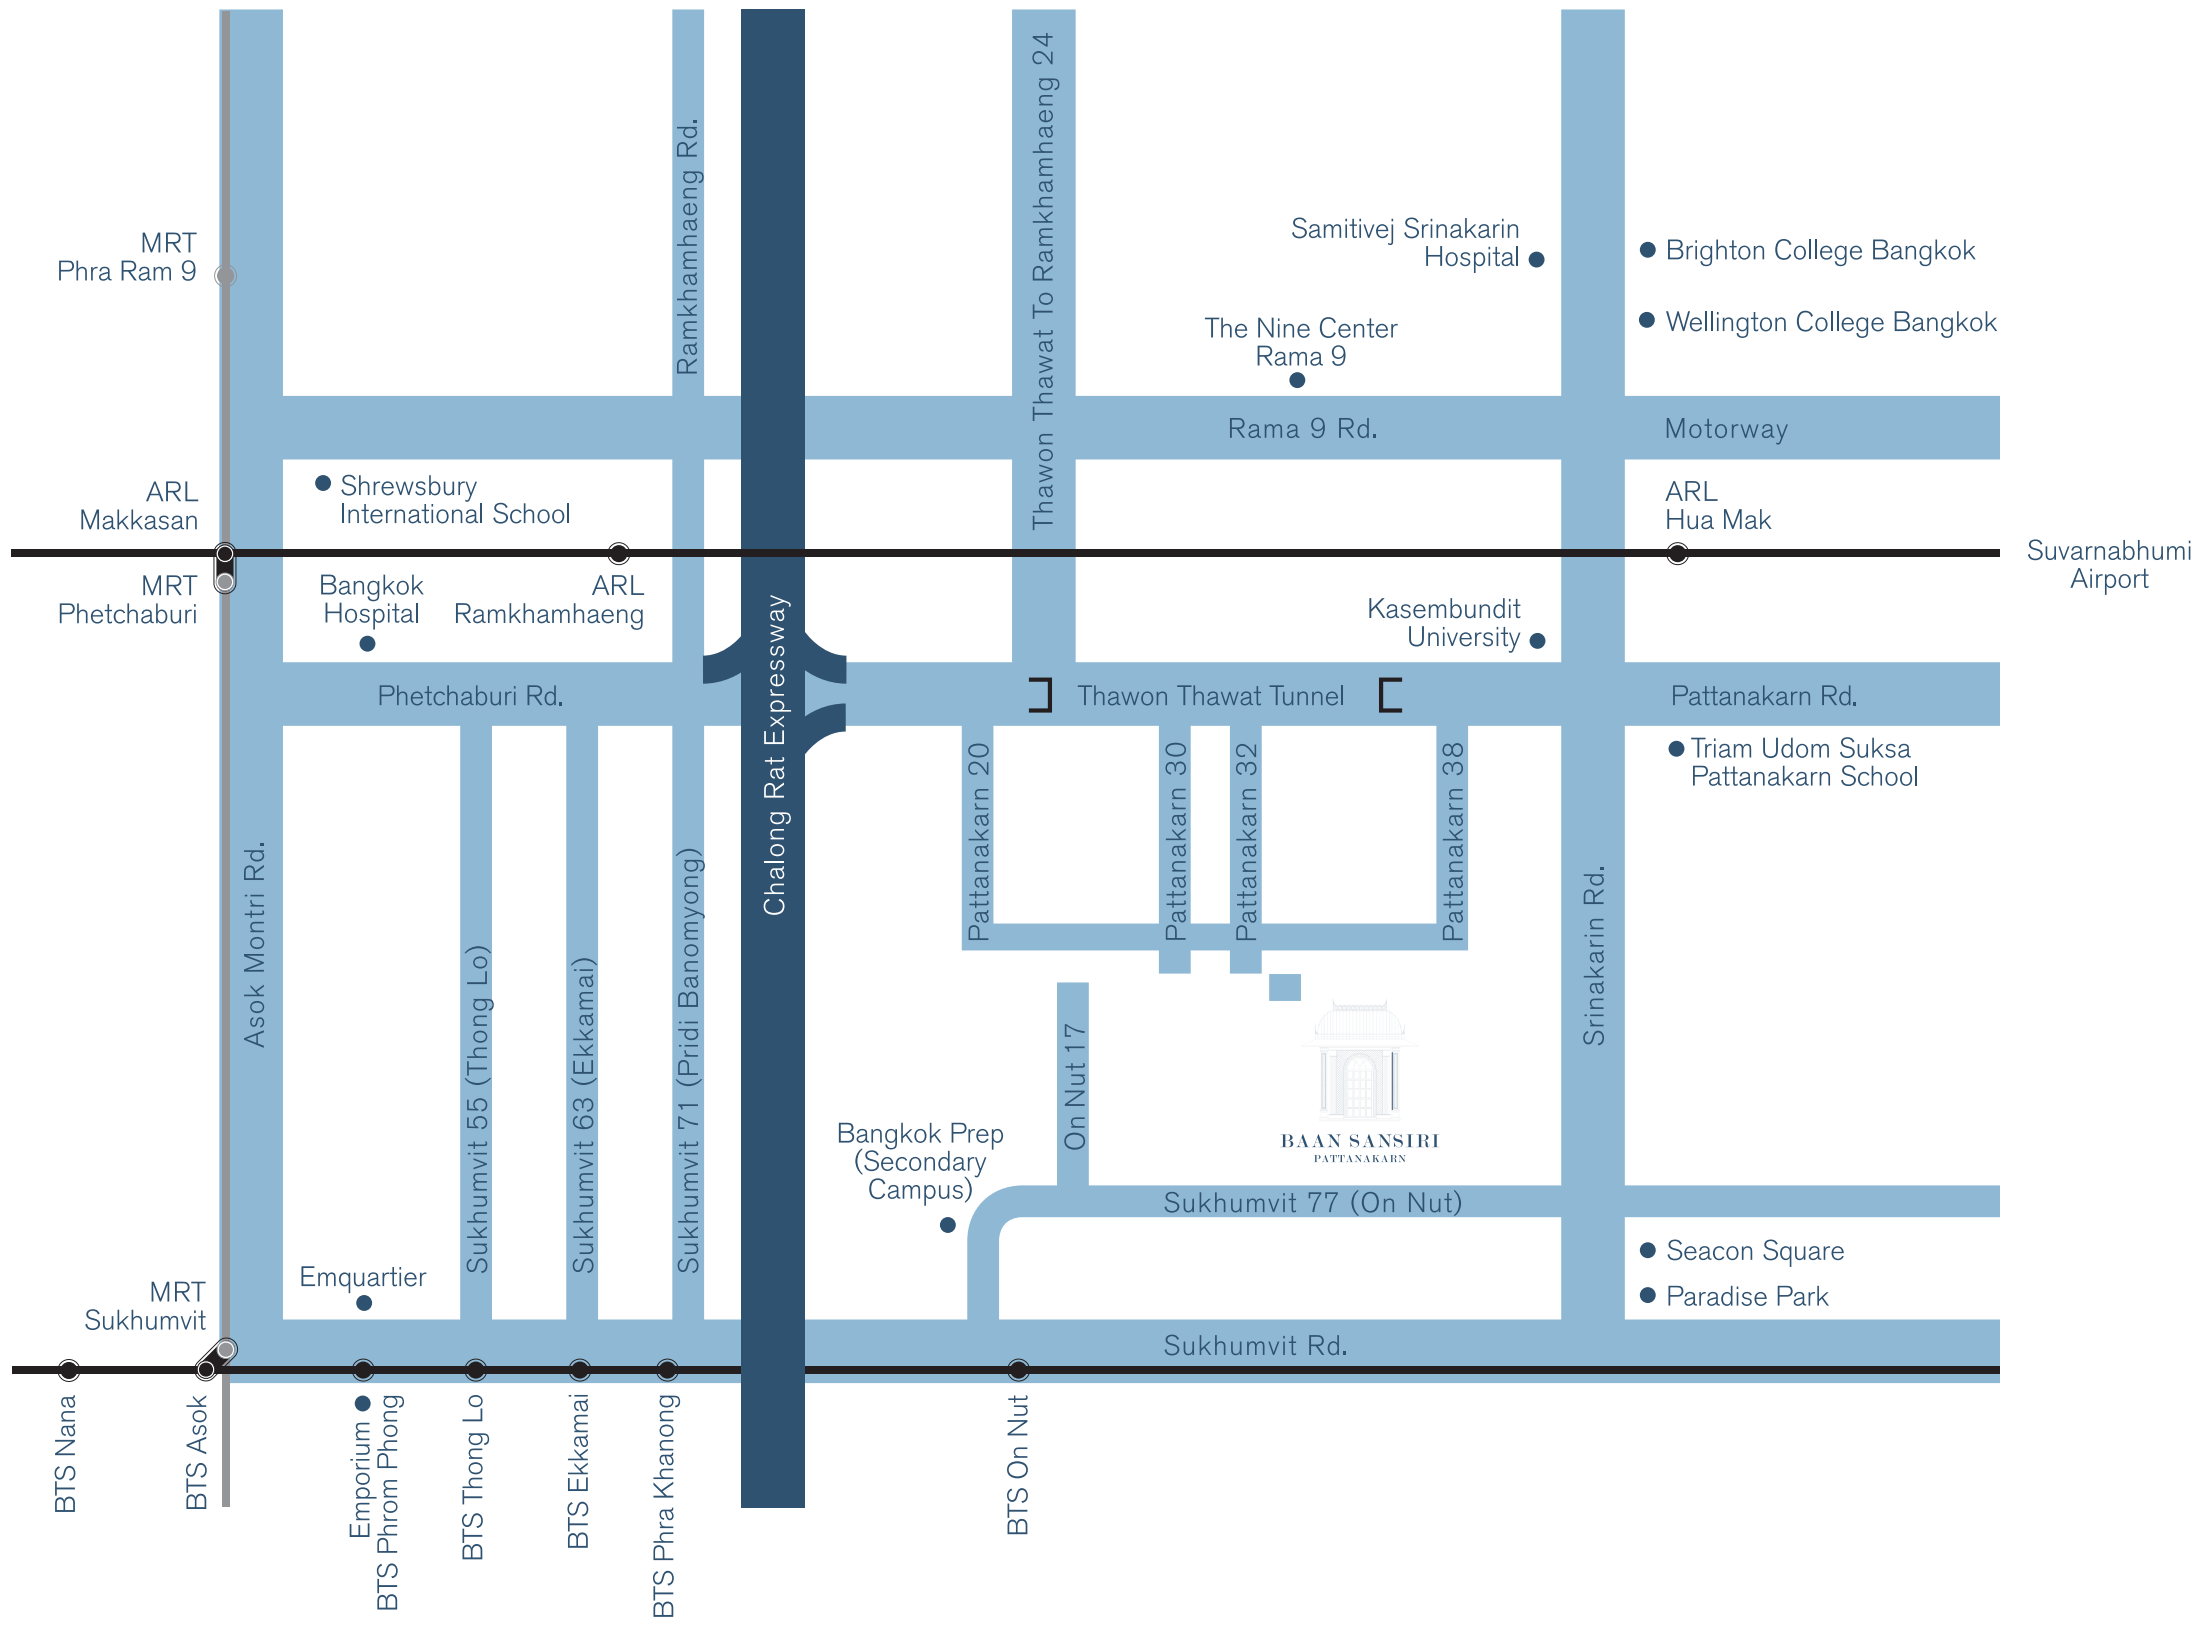 Thawon Thawat To Ramkhamhaeng 24
Ramkhamhaeng Rd.
MRT
Phra Ram 9
Samitivej Srinakarin
Hospital
Brighton College Bangkok
Wellington College Bangkok
The Nine Center
Rama 9
Rama 9 Rd.
Motorway
ARL
Makkasan
Shrewsbury
International School
ARL
Hua Mak
Suvarnabhumi
Airport
MRT
Phetchaburi
Bangkok
Hospital
ARL
Ramkhamhaeng
Kasembundit
University
Chalong Rat Expressway
Phetchaburi Rd.
Thawon Thawat Tunnel
Pattanakarn Rd.
Triam Udom Suksa
Pattanakarn School
Pattanakarn 20
Pattanakarn 30
Pattanakarn 32
Pattanakarn 38
Asok Montri Rd.
Sukhumvit 55 (Thong Lo)
Sukhumvit 63 (Ekkamai)
Sukhumvit 71 (Pridi Banomyong)
Srinakarin Rd.
On Nut 17
BAAN SANSIRI
PATTANAKARN
Bangkok Prep
(Secondary
Campus)
Sukhumvit 77 (On Nut)
Seacon Square
Paradise Park
Emquartier
MRT
Sukhumvit
Sukhumvit Rd.
BTS Nana
BTS Asok
Emporium
BTS Phrom Phong
BTS Thong Lo
BTS Ekkamai
BTS Phra Khanong
BTS On Nut